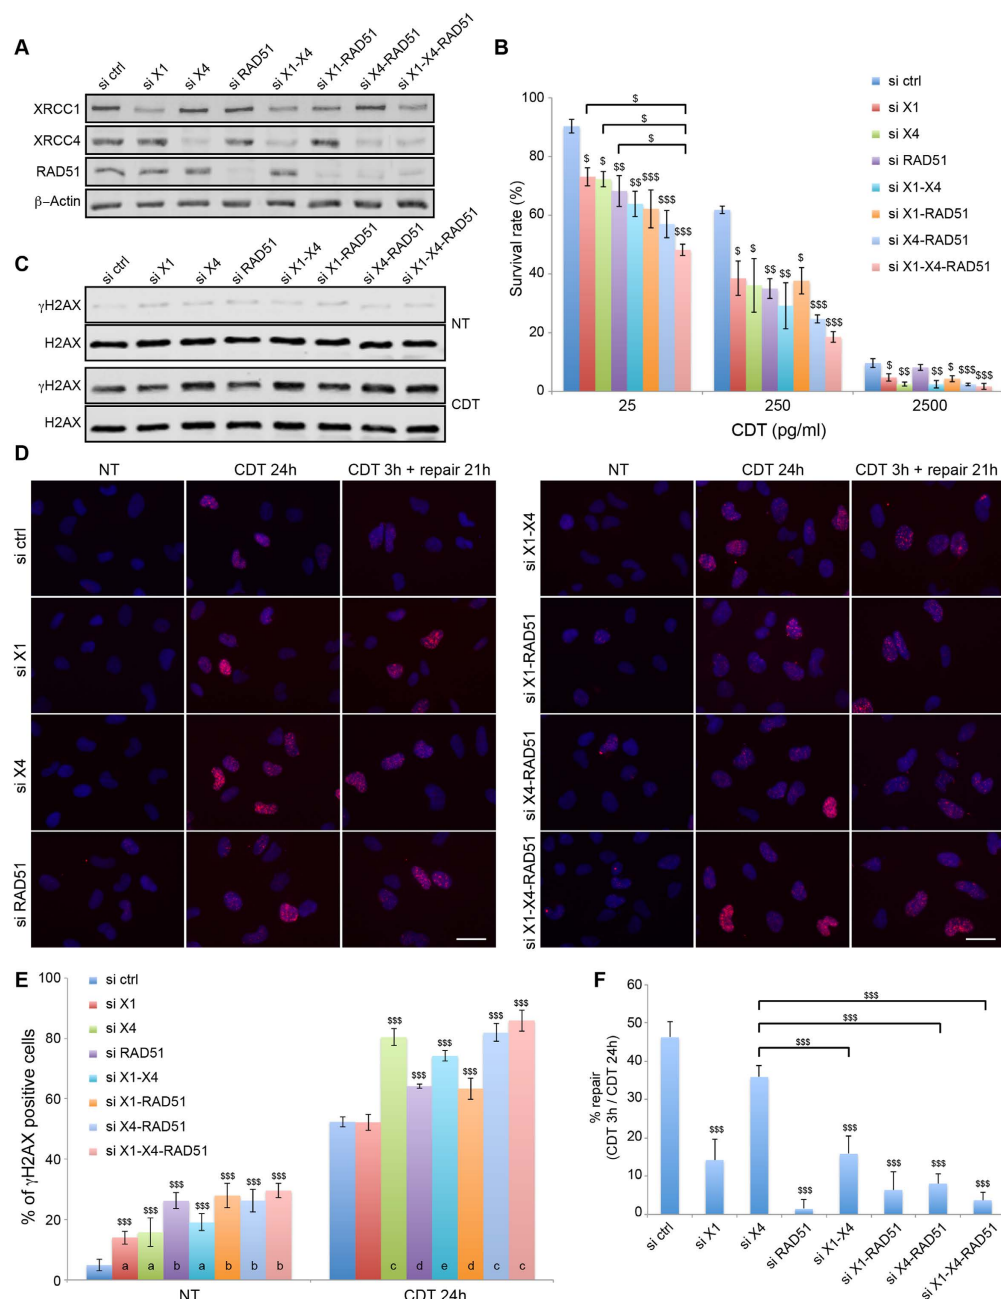 A
si ctrl
si X1
si X4
si RAD51
si X1-X4
si X1-RAD51
si X4-RAD51
si X1-X4-RAD51
XRCC1
XRCC4
RAD51
β−Actin
B
Survival rate (%)
100
80
60
40
20
0
$
$
$
$ $ $$ $$ $$$ $$$ $$$
$ $ $$ $$ $ $$$ $$$
$ $$ $$ $ $$$ $$$
25 250 2500
CDT (pg/ml)
si ctrl
si X1
si X4
si RAD51
si X1-X4
si X1-RAD51
si X4-RAD51
si X1-X4-RAD51
C
si ctrl
si X1
si X4
si RAD51
si X1-X4
si X1-RAD51
si X4-RAD51
si X1-X4-RAD51
γH2AX
H2AX
NT
γH2AX
H2AX
CDT
D
NT CDT 24h CDT 3h + repair 21h
si ctrl
si X1
si X4
si RAD51
NT CDT 24h CDT 3h + repair 21h
si X1-X4
si X1-RAD51
si X4-RAD51
si X1-X4-RAD51
E
% of γH2AX positive cells
100
80
60
40
20
0
si ctrl
si X1
si X4
si RAD51
si X1-X4
si X1-RAD51
si X4-RAD51
si X1-X4-RAD51
$$$ $$$ $$$ $$$ $$$ $$$ $$$
a a b a b b b
$$$ $$$ $$$ $$$ $$$ $$$
c d e d c c
NT CDT 24h
F
% repair
(CDT 3h / CDT 24h)
60
50
40
30
20
10
0
$$$
$$$
$$$
$$$ $$$ $$$ $$$ $$$ $$$
si ctrl
si X1
si X4
si RAD51
si X1-X4
si X1-RAD51
si X4-RAD51
si X1-X4-RAD51